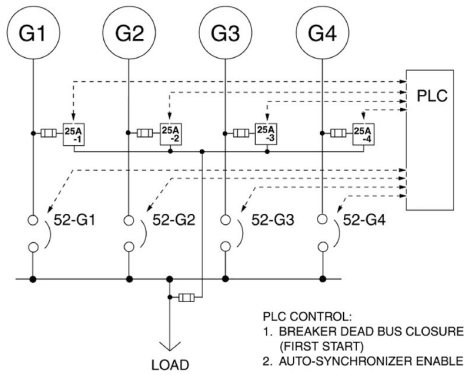 G1
G2
G3
G4
PLC
25A
-1
25A
-2
25A
-3
25A
-4
52-G1
52-G2
52-G3
52-G4
LOAD
PLC CONTROL:
1. BREAKER DEAD BUS CLOSURE
(FIRST START)
2. AUTO-SYNCHRONIZER ENABLE